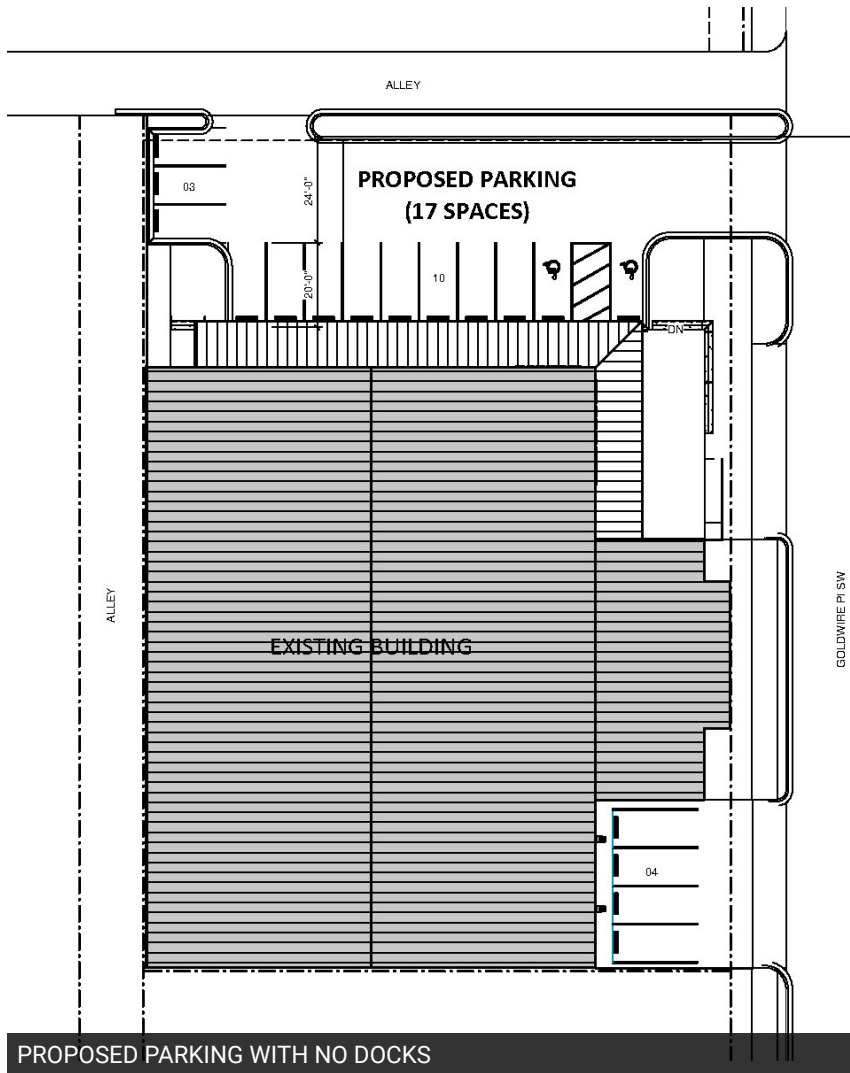 ALLEY
PROPOSED PARKING
(17 SPACES)
03
24'-0"
10
20'-0"
DN
ALLEY
EXISTING BUILDING
GOLDWIRE Pl SW
04
PROPOSED PARKING WITH NO DOCKS